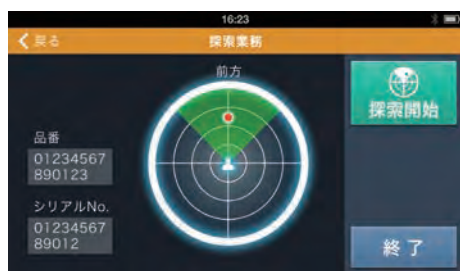 16:23
戻る
探索業務
前方
探索開始
品番
01234567
890123
シリアルNo.
01234567
89012
終了